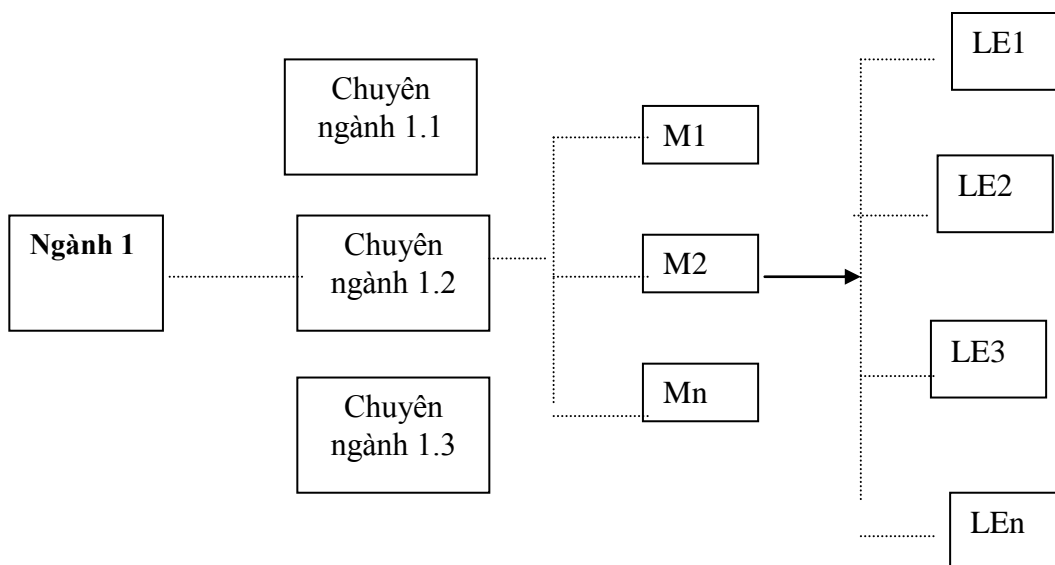 Ngành 1
Chuyên
ngành 1.1
Chuyên
ngành 1.2
Chuyên
ngành 1.3
M1
M2
Mn
LE1
LE2
LE3
LEn